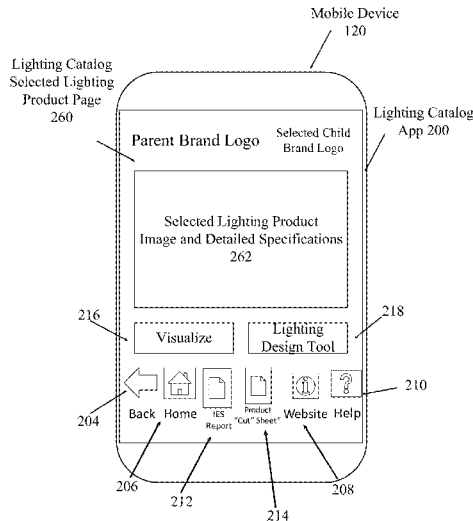 Mobile Device
120
Lighting Catalog
Selected Lighting
Product Page
260
Lighting Catalog
App 200
Parent Brand Logo
Selected Child
Brand Logo
Selected Lighting Product
Image and Detailed Specifications
262
216
218
Visualize
Lighting
Design Tool
204
210
Back
Home
IES
Report
Product
"Cut" Sheet"
Website
Help
206
212
214
208